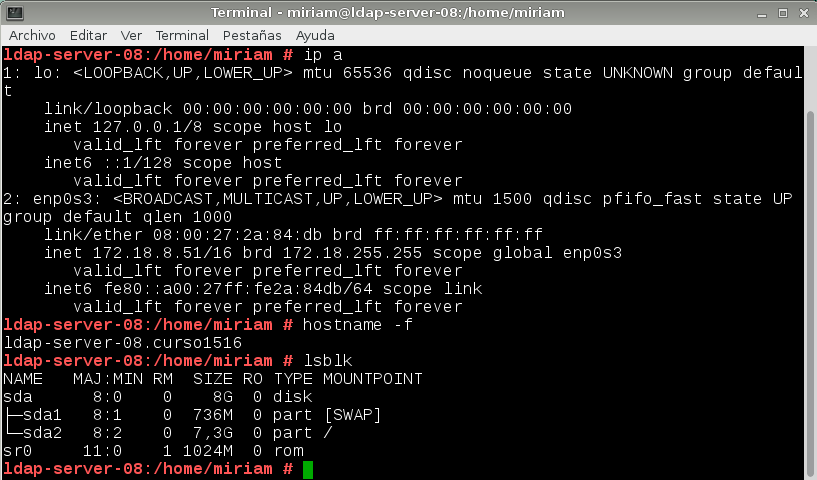 Terminal - miriam@ldap-server-08:/home/miriam
Archivo Editar Ver Terminal Pestañas Ayuda
ldap-server-08:/home/miriam # ip a
1: lo: <LOOPBACK,UP,LOWER_UP> mtu 65536 qdisc noqueue state UNKNOWN group defaul
t
    link/loopback 00:00:00:00:00:00 brd 00:00:00:00:00:00
    inet 127.0.0.1/8 scope host lo
       valid_lft forever preferred_lft forever
    inet6 ::1/128 scope host
       valid_lft forever preferred_lft forever
2: enp0s3: <BROADCAST,MULTICAST,UP,LOWER_UP> mtu 1500 qdisc pfifo_fast state UP
group default qlen 1000
    link/ether 08:00:27:2a:84:db brd ff:ff:ff:ff:ff:ff
    inet 172.18.8.51/16 brd 172.18.255.255 scope global enp0s3
       valid_lft forever preferred_lft forever
    inet6 fe80::a00:27ff:fe2a:84db/64 scope link
       valid_lft forever preferred_lft forever
ldap-server-08:/home/miriam # hostname -f
ldap-server-08.curso1516
ldap-server-08:/home/miriam # lsblk
NAME   MAJ:MIN RM  SIZE RO TYPE MOUNTPOINT
sda      8:0    0    8G  0 disk
├─sda1   8:1    0  736M  0 part [SWAP]
└─sda2   8:2    0  7,3G  0 part /
sr0     11:0    1 1024M  0 rom
ldap-server-08:/home/miriam #